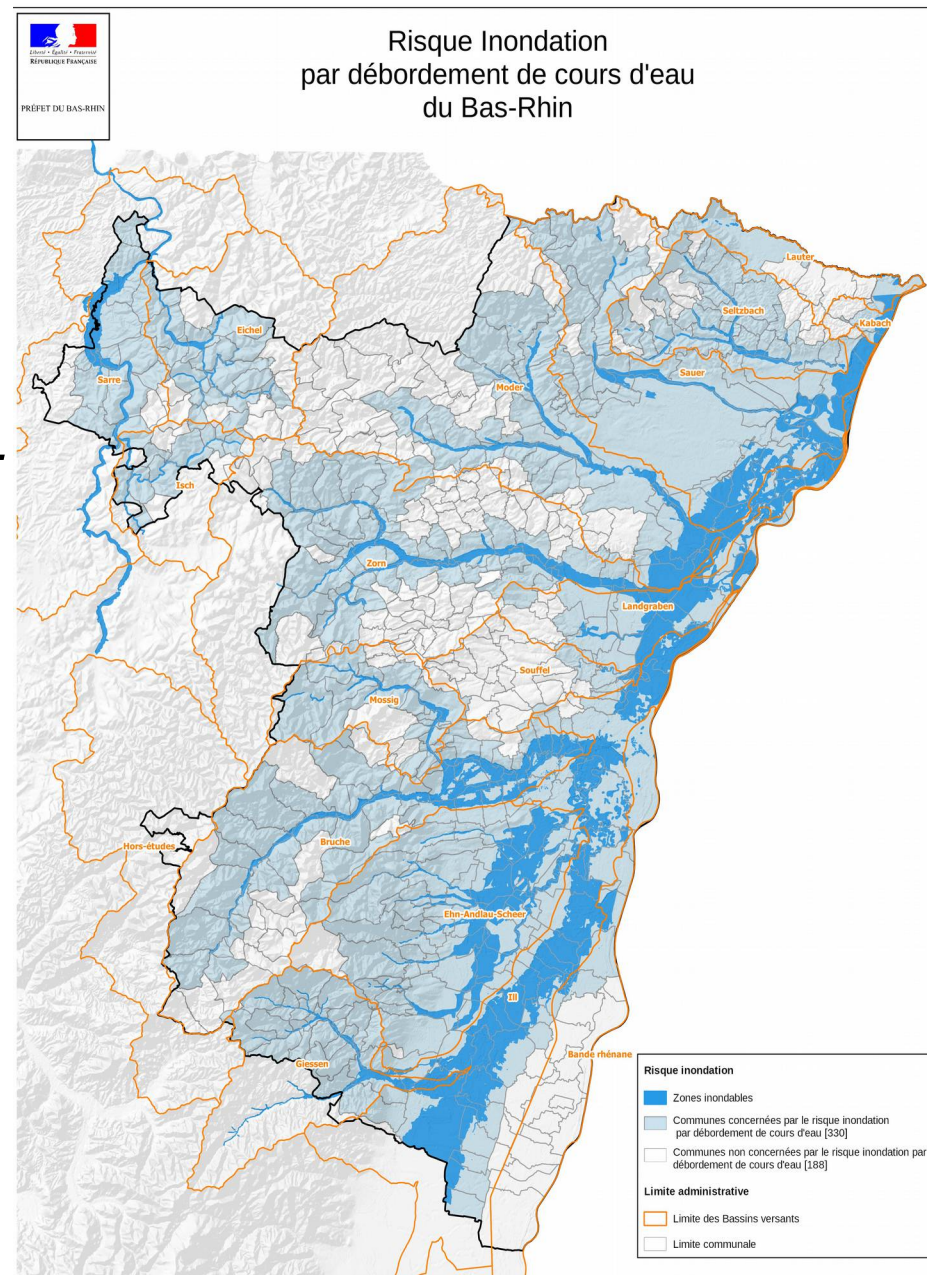 Liberté • Égalité • Fraternité
RÉPUBLIQUE FRANÇAISE
PRÉFET DU BAS-RHIN
Risque Inondation
par débordement de cours d'eau
du Bas-Rhin
Lauter
Seltzbach
Kabach
Eichel
Sauer
Sarre
Moder
Isch
Zorn
Landgraben
Souffel
Mossig
Bruche
Hors-études
Ehn-Andlau-Scheer
Ill
Bande rhénane
Giessen
Risque inondation
Zones inondables
Communes concernées par le risque inondation
par débordement de cours d'eau [330]
Communes non concernées par le risque inondation par
débordement de cours d'eau [188]
Limite administrative
Limite des Bassins versants
Limite communale